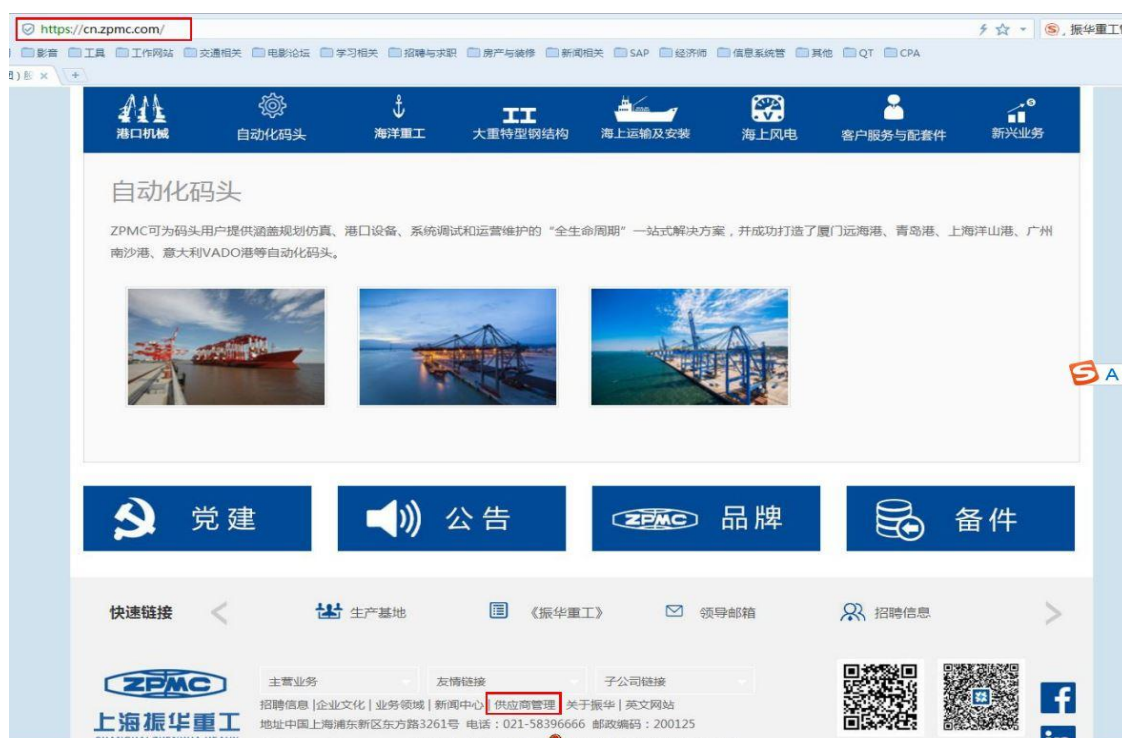 https://cn.zpmc.com/
振华重工
影音 工具 工作网站 交通相关 电影论坛 学习相关 招聘与求职 房产与装修 新闻相关 SAP 经济师 信息系统管 其他 QT CPA
港口机械 自动化码头 海洋重工 大重特型钢结构 海上运输及安装 海上风电 客户服务与配套件 新兴业务
自动化码头
ZPMC可为码头用户提供涵盖规划仿真、港口设备、系统调试和运营维护的“全生命周期”一站式解决方案，并成功打造了厦门远海港、青岛港、上海洋山港、广州
南沙港、意大利VADO港等自动化码头。
A
党建 公告 ZPMC 品牌 备件
快速链接 生产基地 《振华重工》 领导邮箱 招聘信息
ZPMC
主营业务 友情链接 子公司链接
招聘信息|企业文化|业务领域|新闻中心|供应商管理|关于振华|英文网站
上海振华重工
地址中国上海浦东新区东方路3261号 电话：021-58396666 邮政编码：200125